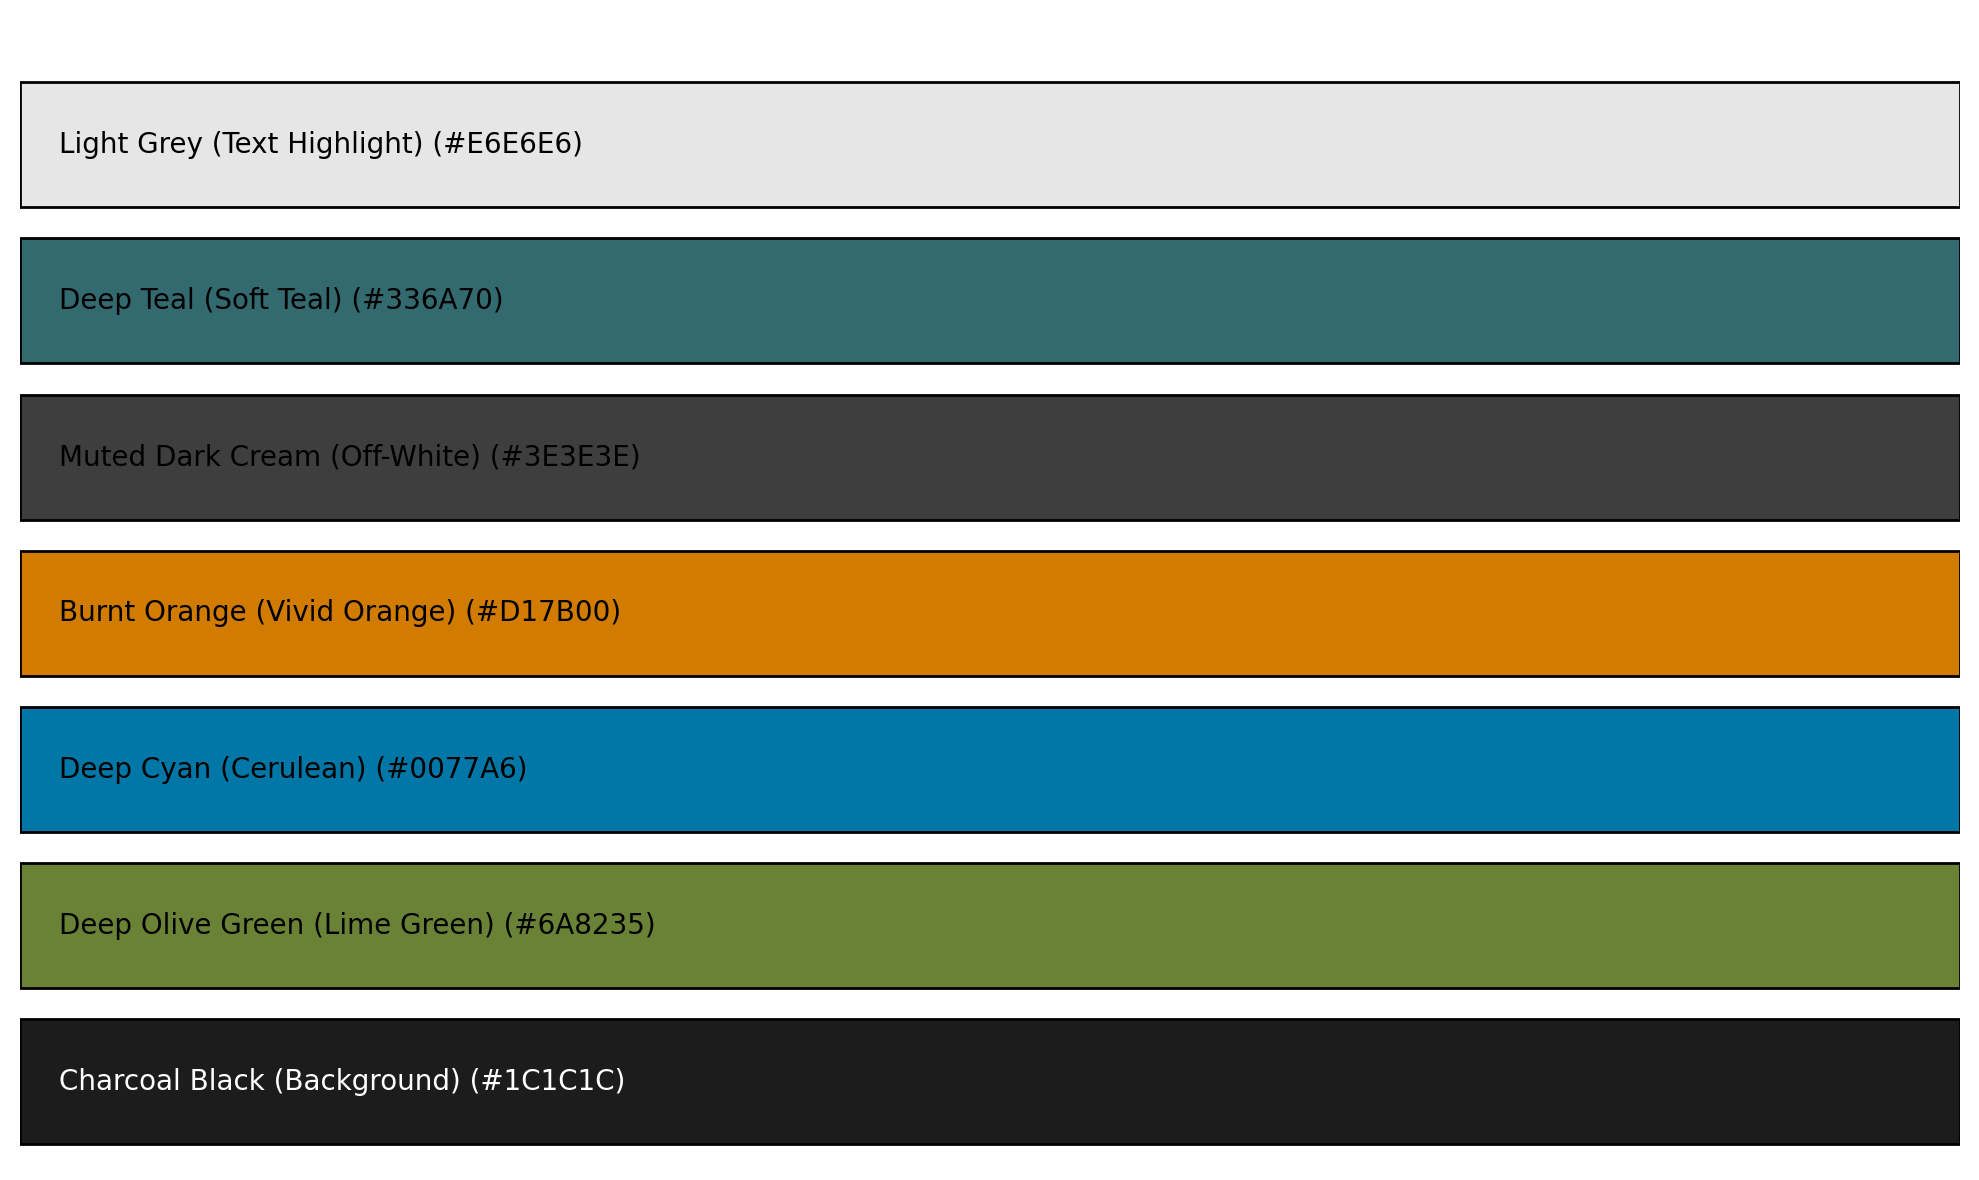 Light Grey (Text Highlight) (#E6E6E6)
Deep Teal (Soft Teal) (#336A70)
Muted Dark Cream (Off-White) (#3E3E3E)
Burnt Orange (Vivid Orange) (#D17B00)
Deep Cyan (Cerulean) (#0077A6)
Deep Olive Green (Lime Green) (#6A8235)
Charcoal Black (Background) (#1C1C1C)